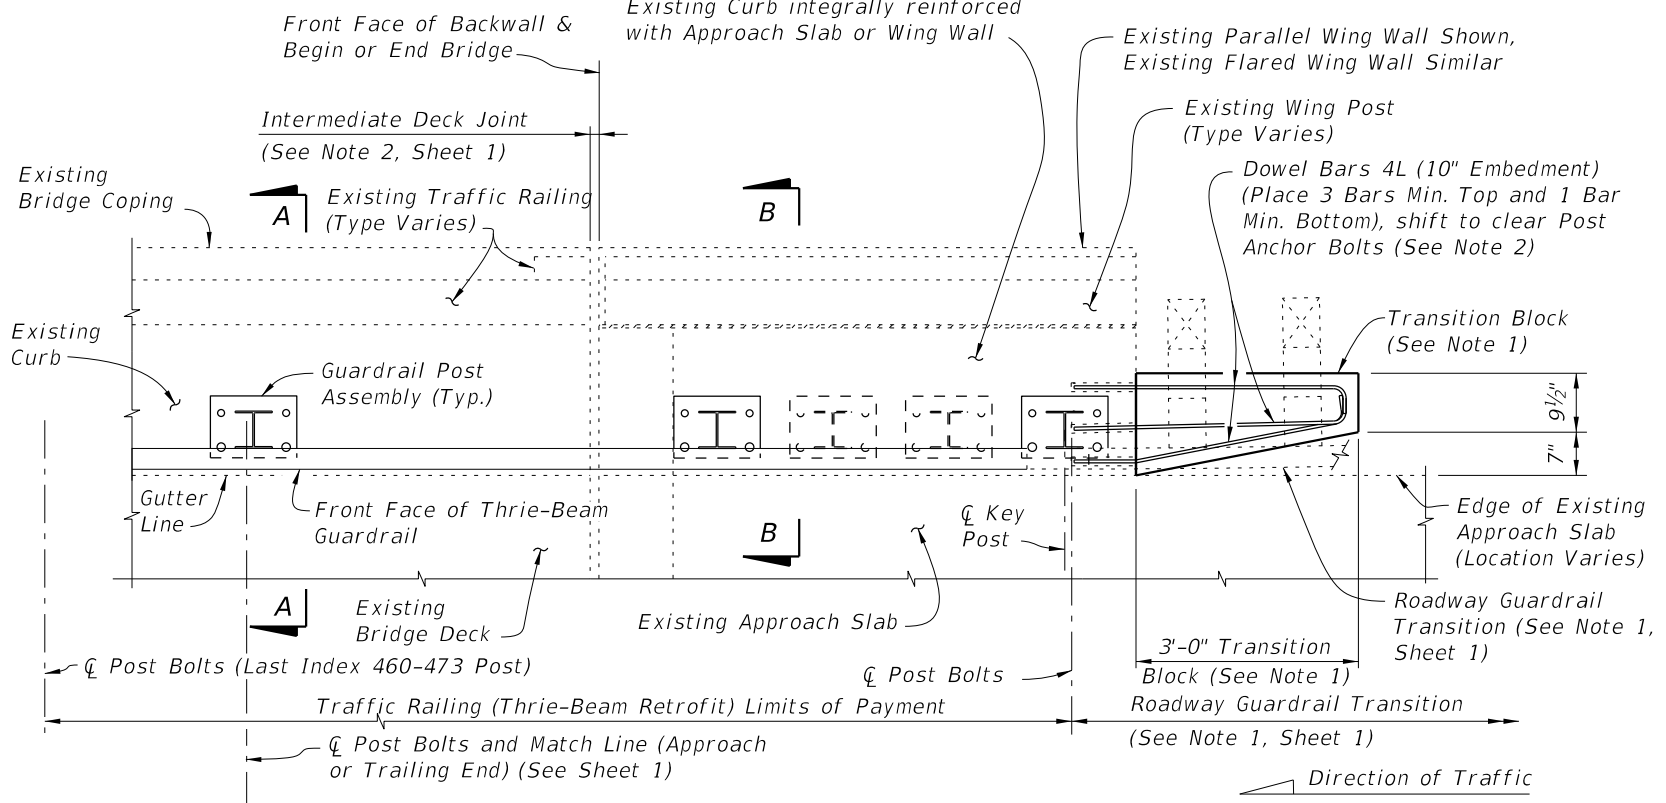 Front Face of Backwall &
Begin or End Bridge
Existing Curb integrally reinforced
with Approach Slab or Wing Wall
Existing Parallel Wing Wall Shown,
Existing Flared Wing Wall Similar
Intermediate Deck Joint
(See Note 2, Sheet 1)
Existing Wing Post
(Type Varies)
Existing
Bridge Coping
A
Existing Traffic Railing
(Type Varies)
B
Dowel Bars 4L (10" Embedment)
(Place 3 Bars Min. Top and 1 Bar
Min. Bottom), shift to clear Post
Anchor Bolts (See Note 2)
Existing
Curb
Guardrail Post
Assembly (Typ.)
Transition Block
(See Note 1)
9½"
7"
Gutter
Line
Front Face of Thrie-Beam
Guardrail
B
℄ Key
Post
Edge of Existing
Approach Slab
(Location Varies)
A
Existing
Bridge Deck
Existing Approach Slab
Roadway Guardrail
Transition (See Note 1,
Sheet 1)
℄ Post Bolts (Last Index 460-473 Post)
℄ Post Bolts
3'-0" Transition
Block (See Note 1)
Traffic Railing (Thrie-Beam Retrofit) Limits of Payment
Roadway Guardrail Transition
(See Note 1, Sheet 1)
℄ Post Bolts and Match Line (Approach
or Trailing End) (See Sheet 1)
Direction of Traffic